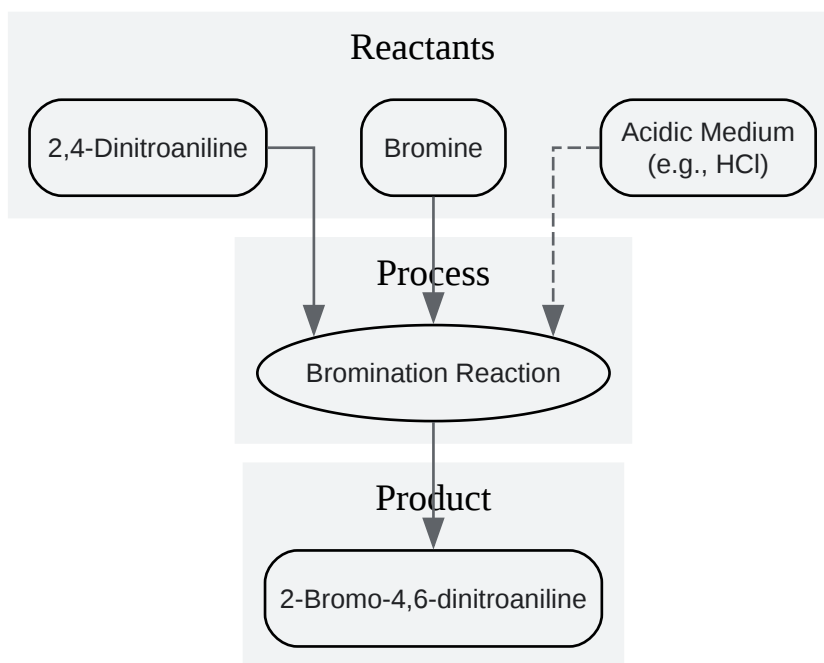 Reactants
2,4-Dinitroaniline
Bromine
Acidic Medium
(e.g., HCl)
Process
Bromination Reaction
Product
2-Bromo-4,6-dinitroaniline